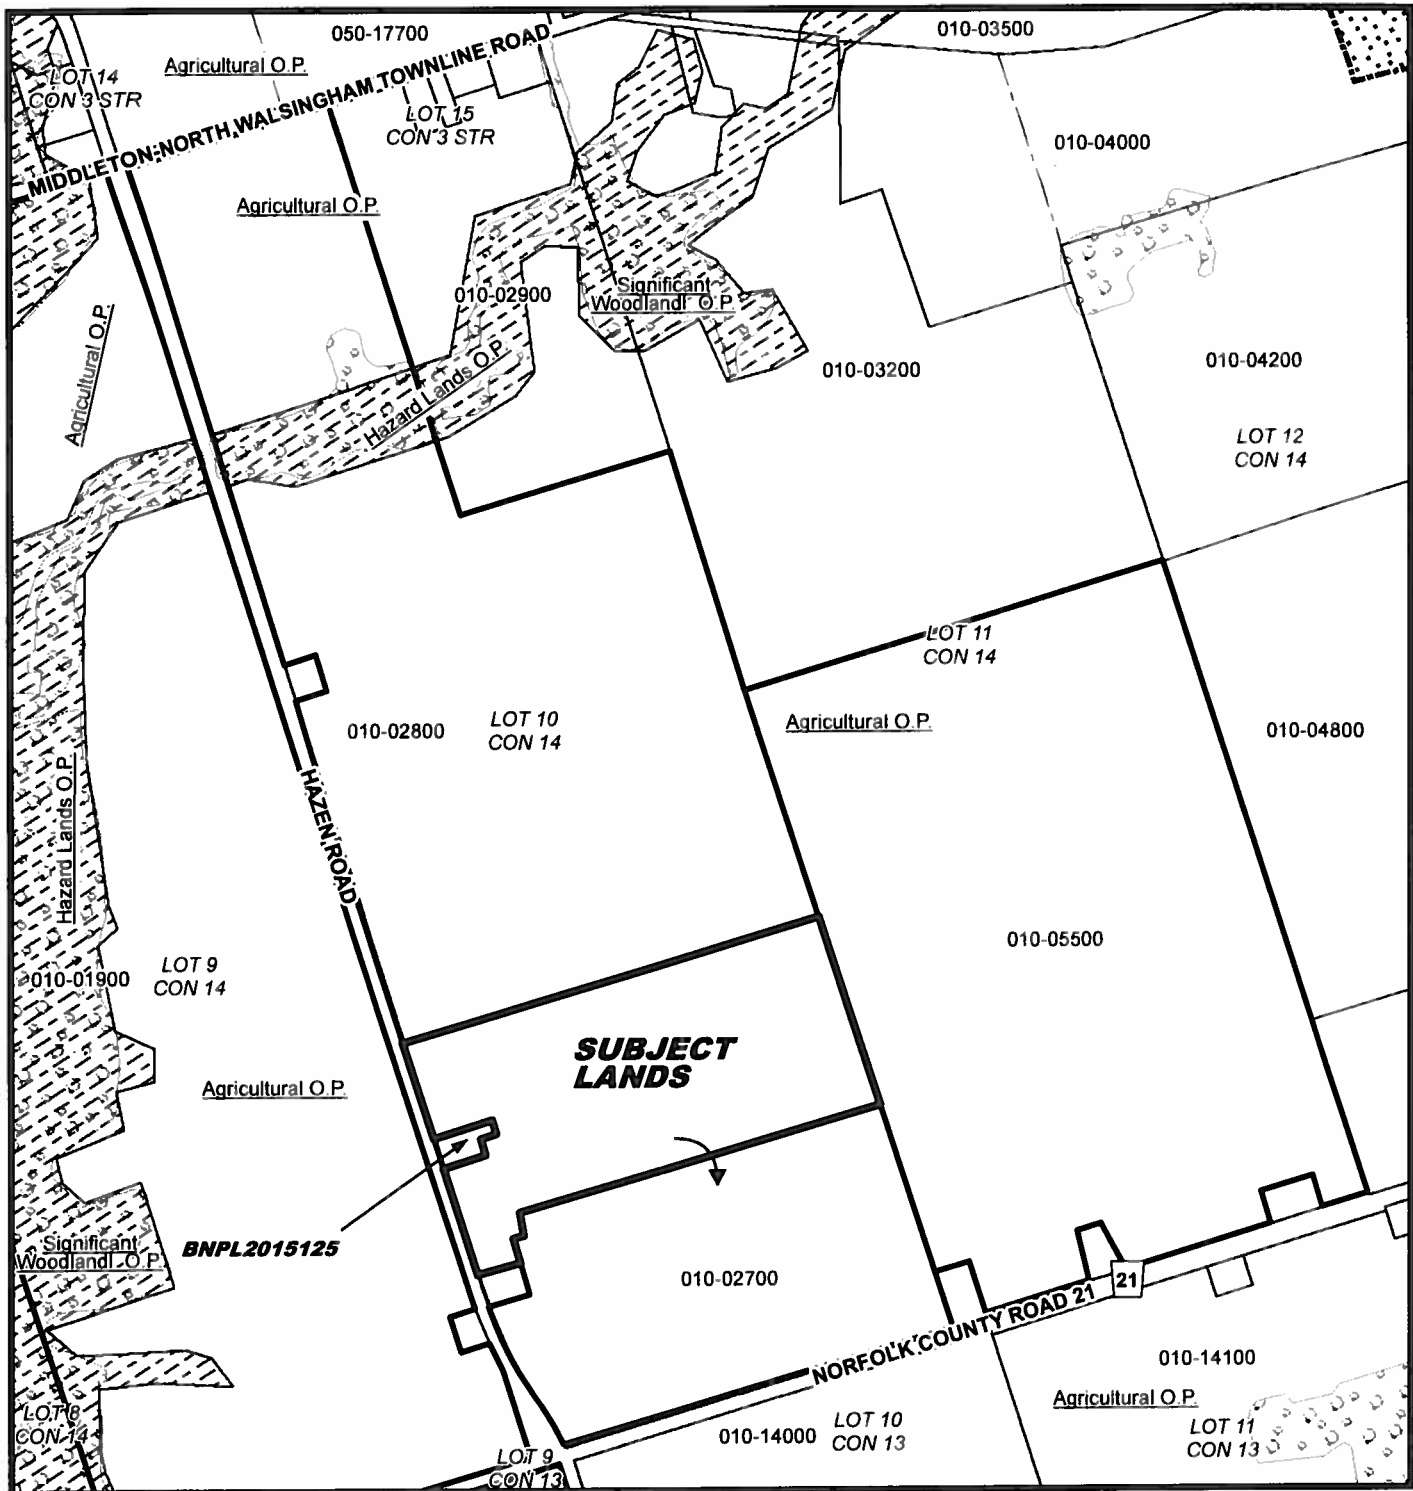 050-17700
010-03500
Agricultural O.P.
LOT 14
CON 3 STR
MIDDLETON-NORTH WALSINGHAM TOWNLINE ROAD
LOT 15
CON 3 STR
010-04000
Agricultural O.P.
010-02900
Significant
Woodlandl O.P.
Agricultural O.P.
Hazard Lands O.P.
010-03200
010-04200
LOT 12
CON 14
LOT 11
CON 14
010-02800
LOT 10
CON 14
Agricultural O.P.
010-04800
HAZEN ROAD
Hazard Lands O.P.
010-01900
LOT 9
CON 14
010-05500
SUBJECT
LANDS
Agricultural O.P.
BNPL2015125
Significant
Woodlandl O.P.
010-02700
21
NORFOLK COUNTY ROAD 21
010-14100
Agricultural O.P.
LOT 8
CON 14
LOT 9
CON 13
010-14000
LOT 10
CON 13
LOT 11
CON 13